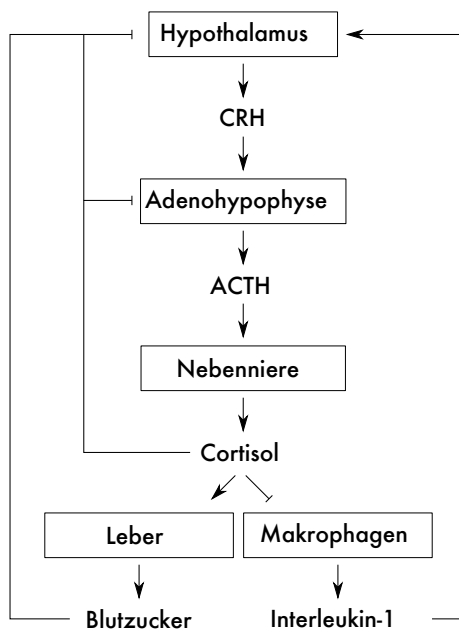 Hypothalamus
CRH
Adenohypophyse
ACTH
Nebenniere
Cortisol
Leber Makrophagen
Blutzucker Interleukin-1